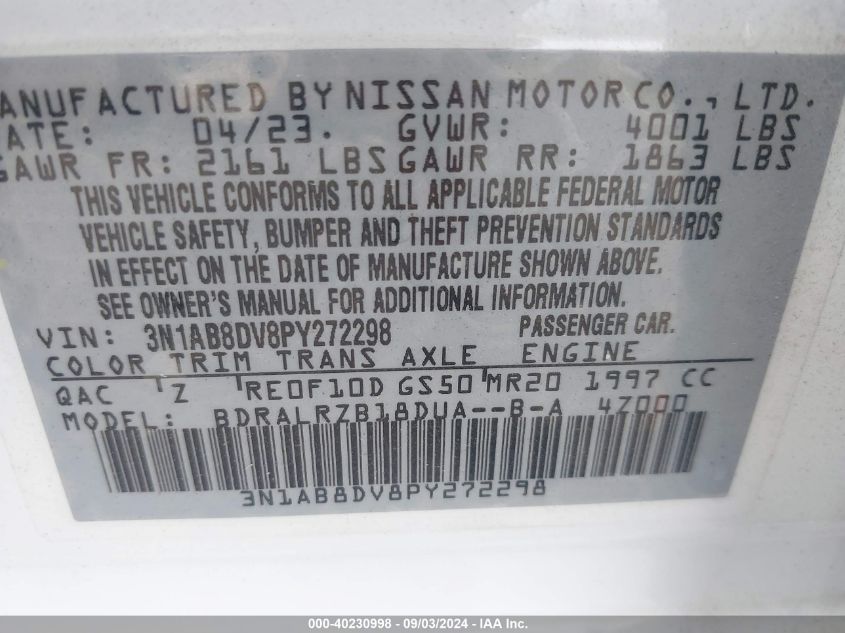 MANUFACTURED BY NISSAN MOTOR CO., LTD.
DATE: 04/23. GVWR: 4001 LBS
GAWR FR: 2161 LBS GAWR RR: 1863 LBS
THIS VEHICLE CONFORMS TO ALL APPLICABLE FEDERAL MOTOR
VEHICLE SAFETY, BUMPER AND THEFT PREVENTION STANDARDS
IN EFFECT ON THE DATE OF MANUFACTURE SHOWN ABOVE.
SEE OWNER'S MANUAL FOR ADDITIONAL INFORMATION.
VIN: 3N1AB8DV8PY272298 PASSENGER CAR.
COLOR TRIM TRANS AXLE ENGINE
QAC Z RE0F10D GS50 MR20 1997 CC
MODEL: BDRALRZB18DUA--B-A 4Z000
3N1AB8DV8PY272298
000-40230998 - 09/03/2024 - IAA Inc.